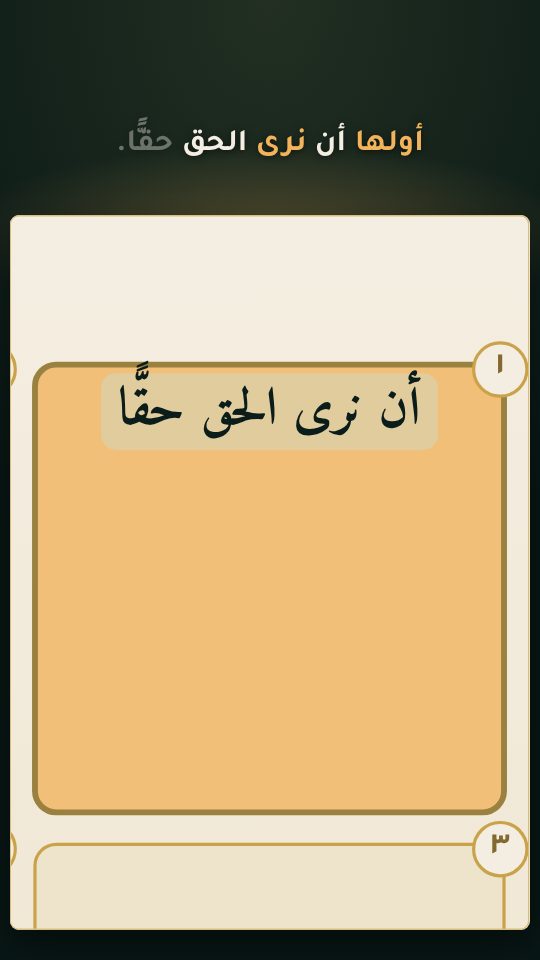 أولها أن نرى الحق حقًّا.
١
أن نرى الحق حقًّا
٣